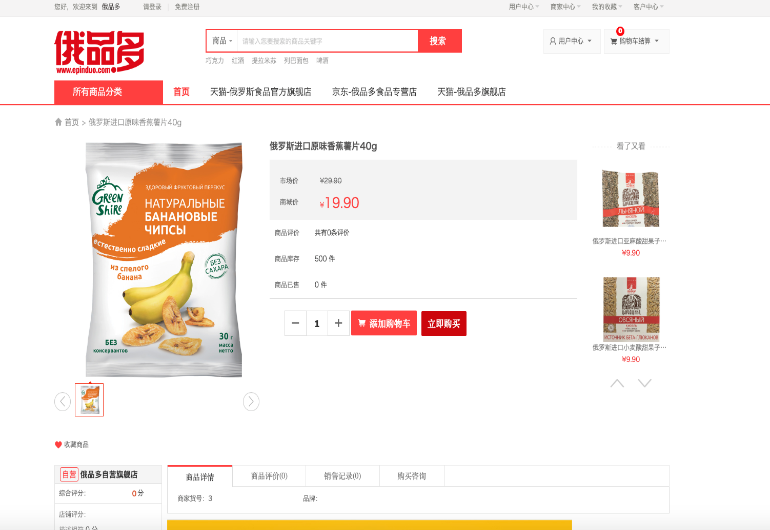 您好，欢迎来到 俄品多 请登录 免费注册 用户中心 商家中心 我的收藏 客户中心
俄品多
www.epinduo.com
商品 请输入您要搜索的商品关键字 搜索
巧克力 红酒 提拉米苏 列巴面包 啤酒
用户中心 0 购物车结算
所有商品分类 首页 天猫-俄罗斯食品官方旗舰店 京东-俄品多食品专营店 天猫-俄品多旗舰店
首页 > 俄罗斯进口原味香蕉薯片40g
Green Shire
ЗДОРОВЫЙ ФРУКТОВЫЙ ПЕРЕКУС
НАТУРАЛЬНЫЕ
БАНАНОВЫЕ
ЧИПСЫ
естественно сладкие
из спелого
банана
БЕЗ САХАРА
БЕЗ
консервантов
30 г
масса
нетто
俄罗斯进口原味香蕉薯片40g
市场价 ¥29.90
商城价 ¥19.90
商品评价 共有0条评价
商品库存 500 件
商品已售 0 件
1
添加购物车 立即购买
看了又看
ЛЬНЯНОЙ
俄罗斯进口亚麻酸甜果子···
¥9.90
ОВСЯНЫЙ
俄罗斯进口小麦酸甜果子···
¥9.90
收藏商品
自营 俄品多自营旗舰店
综合评分: 0 分
店铺评分:
商品详情 商品评价(0) 销售记录(0) 购买咨询
商家货号: 3 品牌: